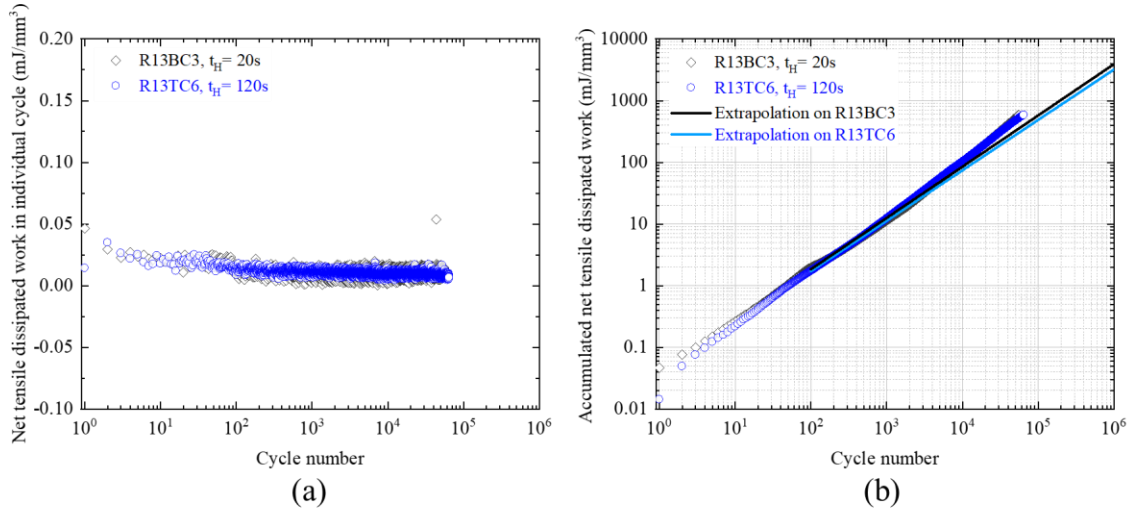 Net tensile dissipated work in individual cycle (mJ/mm³)
0.20
0.15
0.10
0.05
0.00
-0.05
-0.10
R13BC3, t_H= 20s
R13TC6, t_H= 120s
10⁰ 10¹ 10² 10³ 10⁴ 10⁵ 10⁶
Cycle number
(a)
Accumulated net tensile dissipated work (mJ/mm³)
10000
1000
100
10
1
0.1
0.01
R13BC3, t_H= 20s
R13TC6, t_H= 120s
Extrapolation on R13BC3
Extrapolation on R13TC6
10⁰ 10¹ 10² 10³ 10⁴ 10⁵ 10⁶
Cycle number
(b)